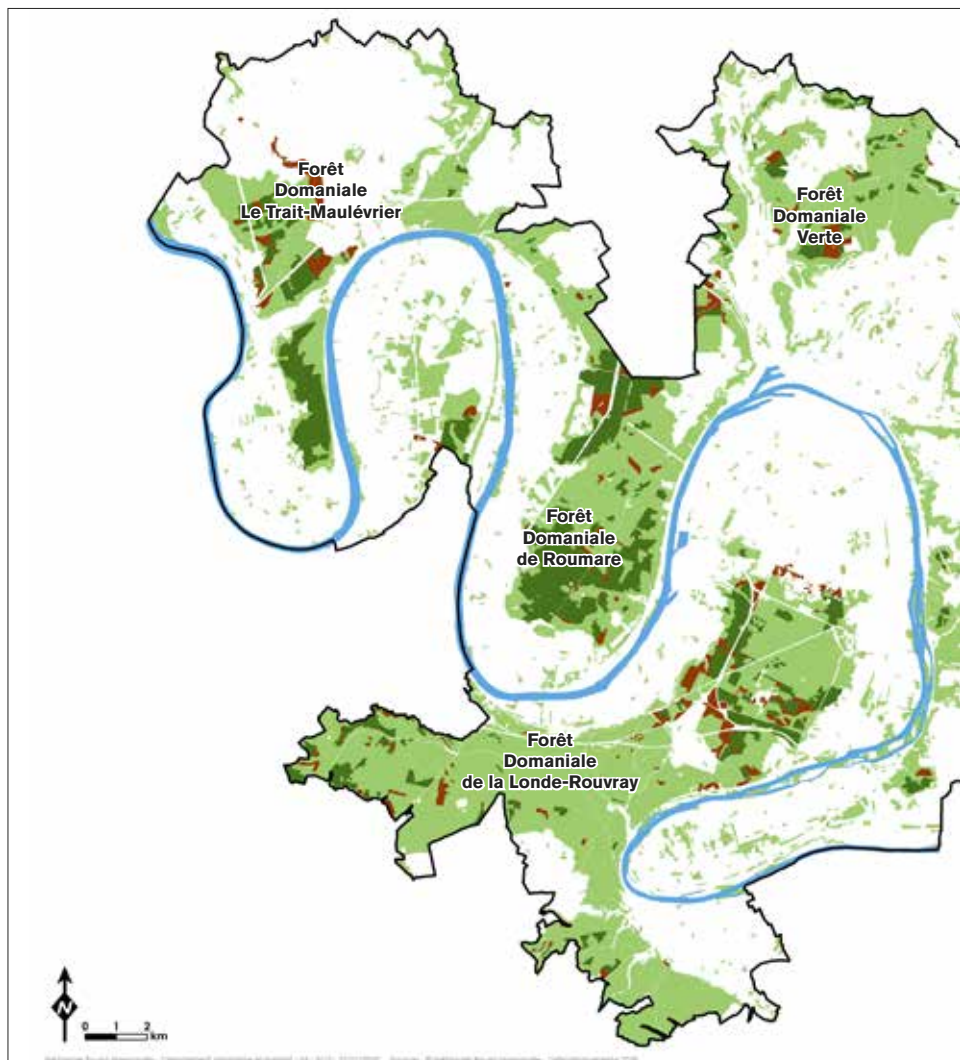 Forêt
Domaniale
Le Trait-Maulévrier
Forêt
Domaniale
Verte
Forêt
Domaniale
de Roumare
Forêt
Domaniale
de la Londe-Rouvray
N
0 1 2
km